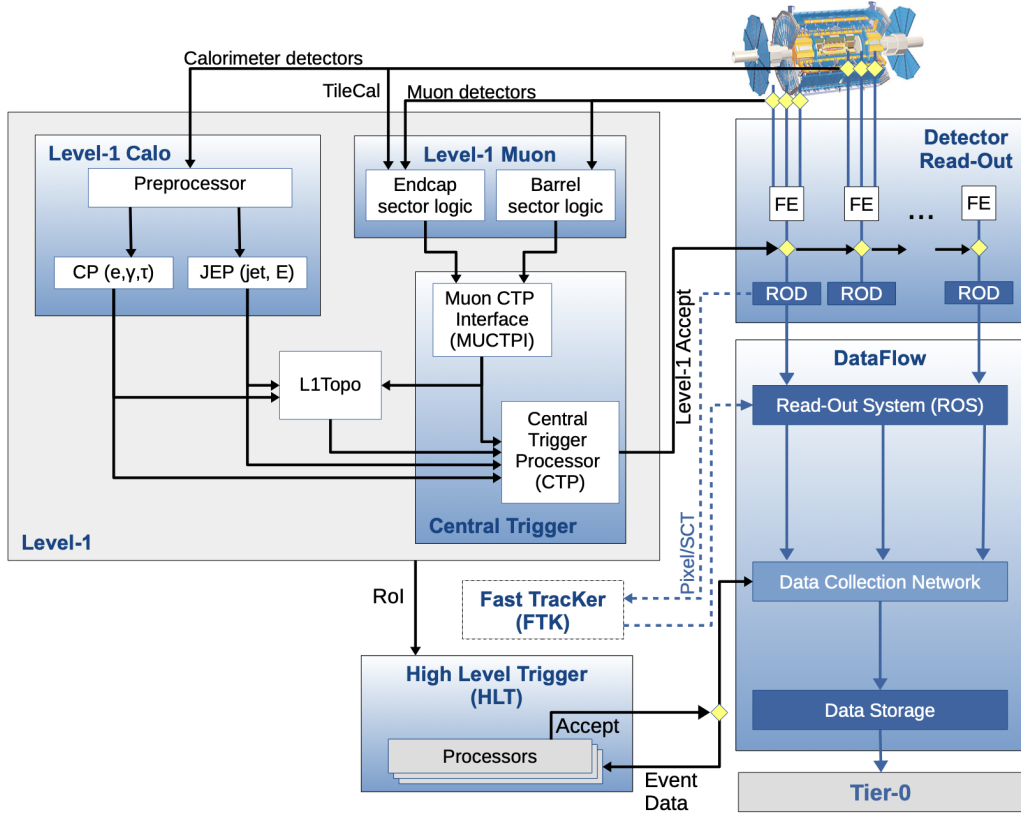 Calorimeter detectors
TileCal
Muon detectors
Level-1 Calo
Preprocessor
CP (e,γ,τ)
JEP (jet, E)
Level-1 Muon
Endcap
sector logic
Barrel
sector logic
Muon CTP
Interface
(MUCTPI)
L1Topo
Central
Trigger
Processor
(CTP)
Central Trigger
Level-1
Level-1 Accept
Detector
Read-Out
FE
FE
...
FE
ROD
ROD
ROD
DataFlow
Read-Out System (ROS)
Pixel/SCT
Data Collection Network
Data Storage
Tier-0
RoI
Fast TracKer
(FTK)
High Level Trigger
(HLT)
Accept
Processors
Event
Data